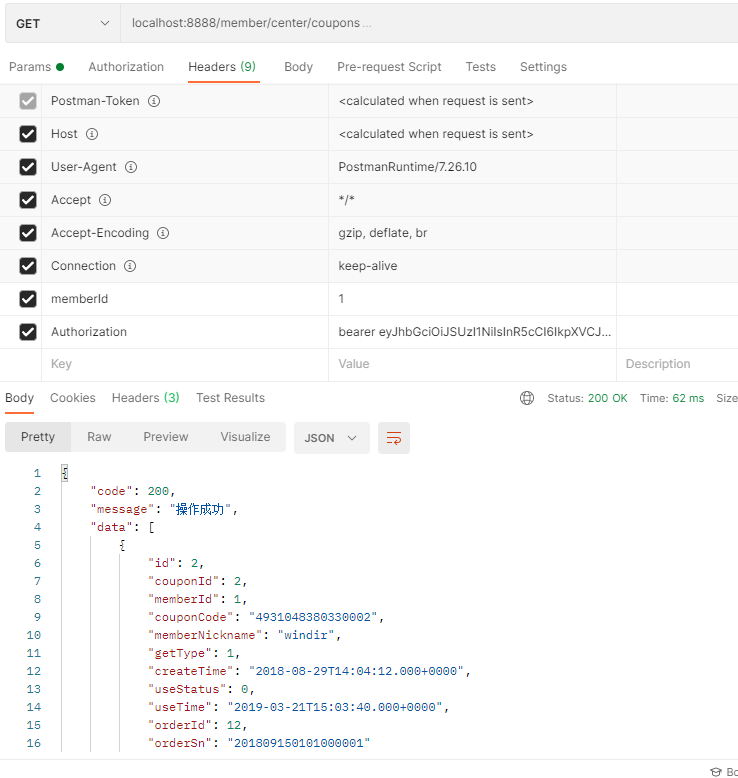 GET localhost:8888/member/center/coupons ...
Params Authorization Headers (9) Body Pre-request Script Tests Settings
Postman-Token <calculated when request is sent>
Host <calculated when request is sent>
User-Agent PostmanRuntime/7.26.10
Accept */*
Accept-Encoding gzip, deflate, br
Connection keep-alive
memberId 1
Authorization bearer eyJhbGciOiJSUzI1NiIsInR5cCI6IkpXVCJ...
Key Value Description
Body Cookies Headers (3) Test Results Status: 200 OK Time: 62 ms Size
Pretty Raw Preview Visualize JSON
1 {
2 "code": 200,
3 "message": "操作成功",
4 "data": [
5 {
6 "id": 2,
7 "couponId": 2,
8 "memberId": 1,
9 "couponCode": "4931048380330002",
10 "memberNickname": "windir",
11 "getType": 1,
12 "createTime": "2018-08-29T14:04:12.000+0000",
13 "useStatus": 0,
14 "useTime": "2019-03-21T15:03:40.000+0000",
15 "orderId": 12,
16 "orderSn": "201809150101000001"
Bo